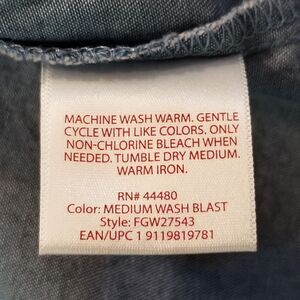 MACHINE WASH WARM. GENTLE
CYCLE WITH LIKE COLORS. ONLY
NON-CHLORINE BLEACH WHEN
NEEDED. TUMBLE DRY MEDIUM.
WARM IRON.
RN# 44480
Color: MEDIUM WASH BLAST
Style: FGW27543
EAN/UPC 1 9119819781